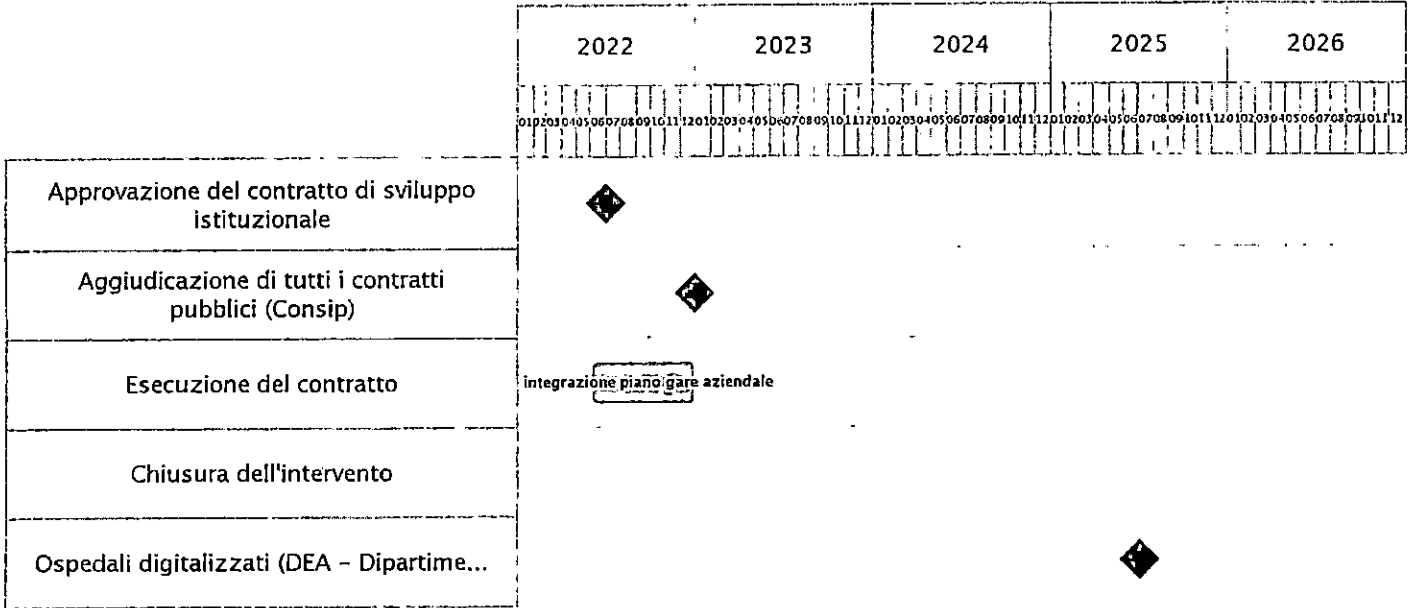 2022 2023 2024 2025 2026
010203040506070809101112010203040506070809101112010203040506070809101112010203040506070809101112010203040506070809101112
Approvazione del contratto di sviluppo
istituzionale
Aggiudicazione di tutti i contratti
pubblici (Consip)
Esecuzione del contratto
integrazione piano gare aziendale
Chiusura dell'intervento
Ospedali digitalizzati (DEA – Dipartime...